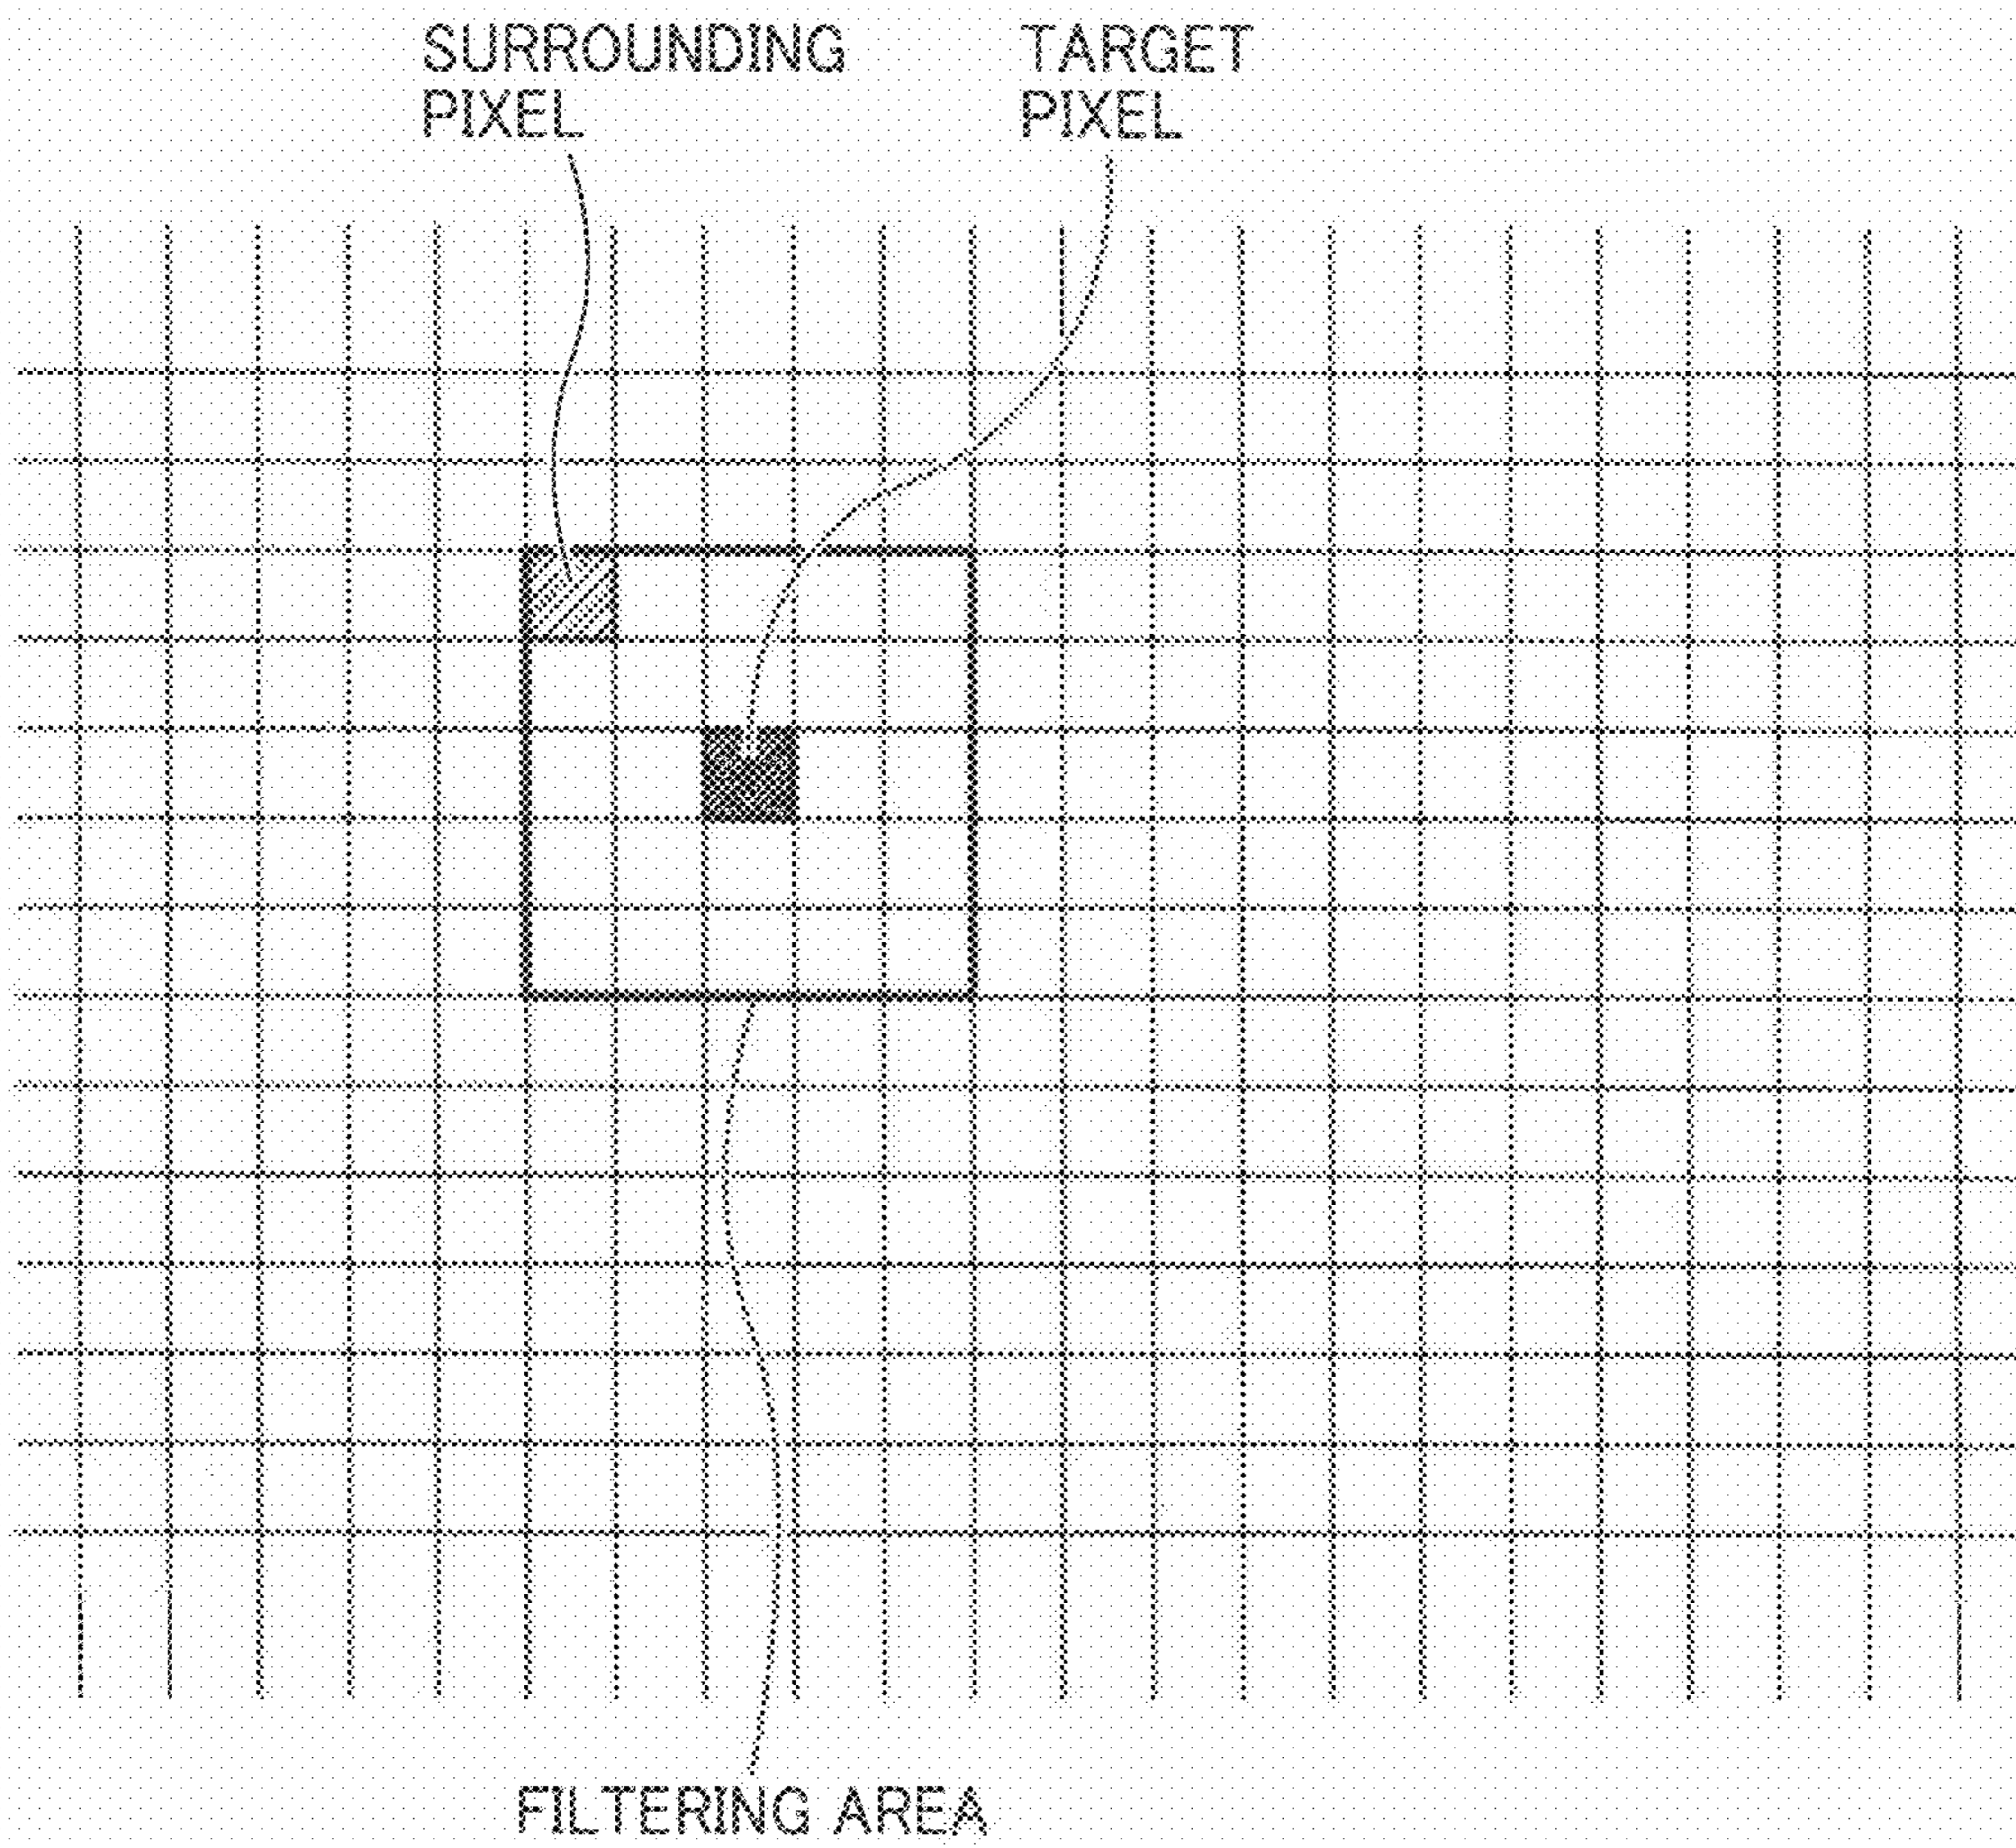 SURROUNDING
PIXEL
TARGET
PIXEL
FILTERING AREA